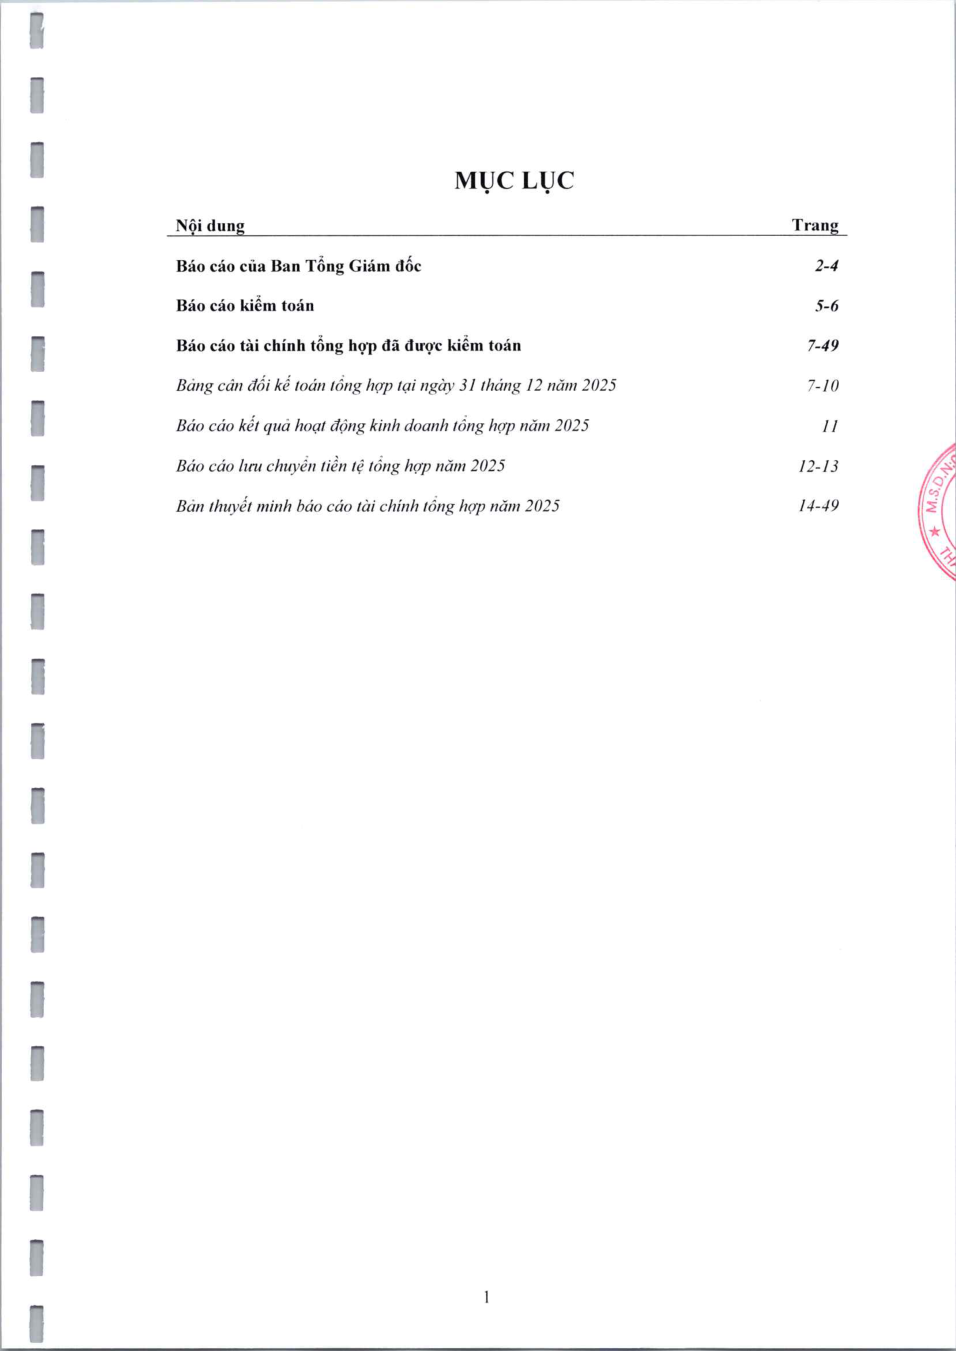 MỤC LỤC
Nội dung Trang
Báo cáo của Ban Tổng Giám đốc 2-4
Báo cáo kiểm toán 5-6
Báo cáo tài chính tổng hợp đã được kiểm toán 7-49
Bảng cân đối kế toán tổng hợp tại ngày 31 tháng 12 năm 2025 7-10
Báo cáo kết quả hoạt động kinh doanh tổng hợp năm 2025 11
Báo cáo lưu chuyển tiền tệ tổng hợp năm 2025 12-13
Bản thuyết minh báo cáo tài chính tổng hợp năm 2025 14-49
M.S.D.N:
1